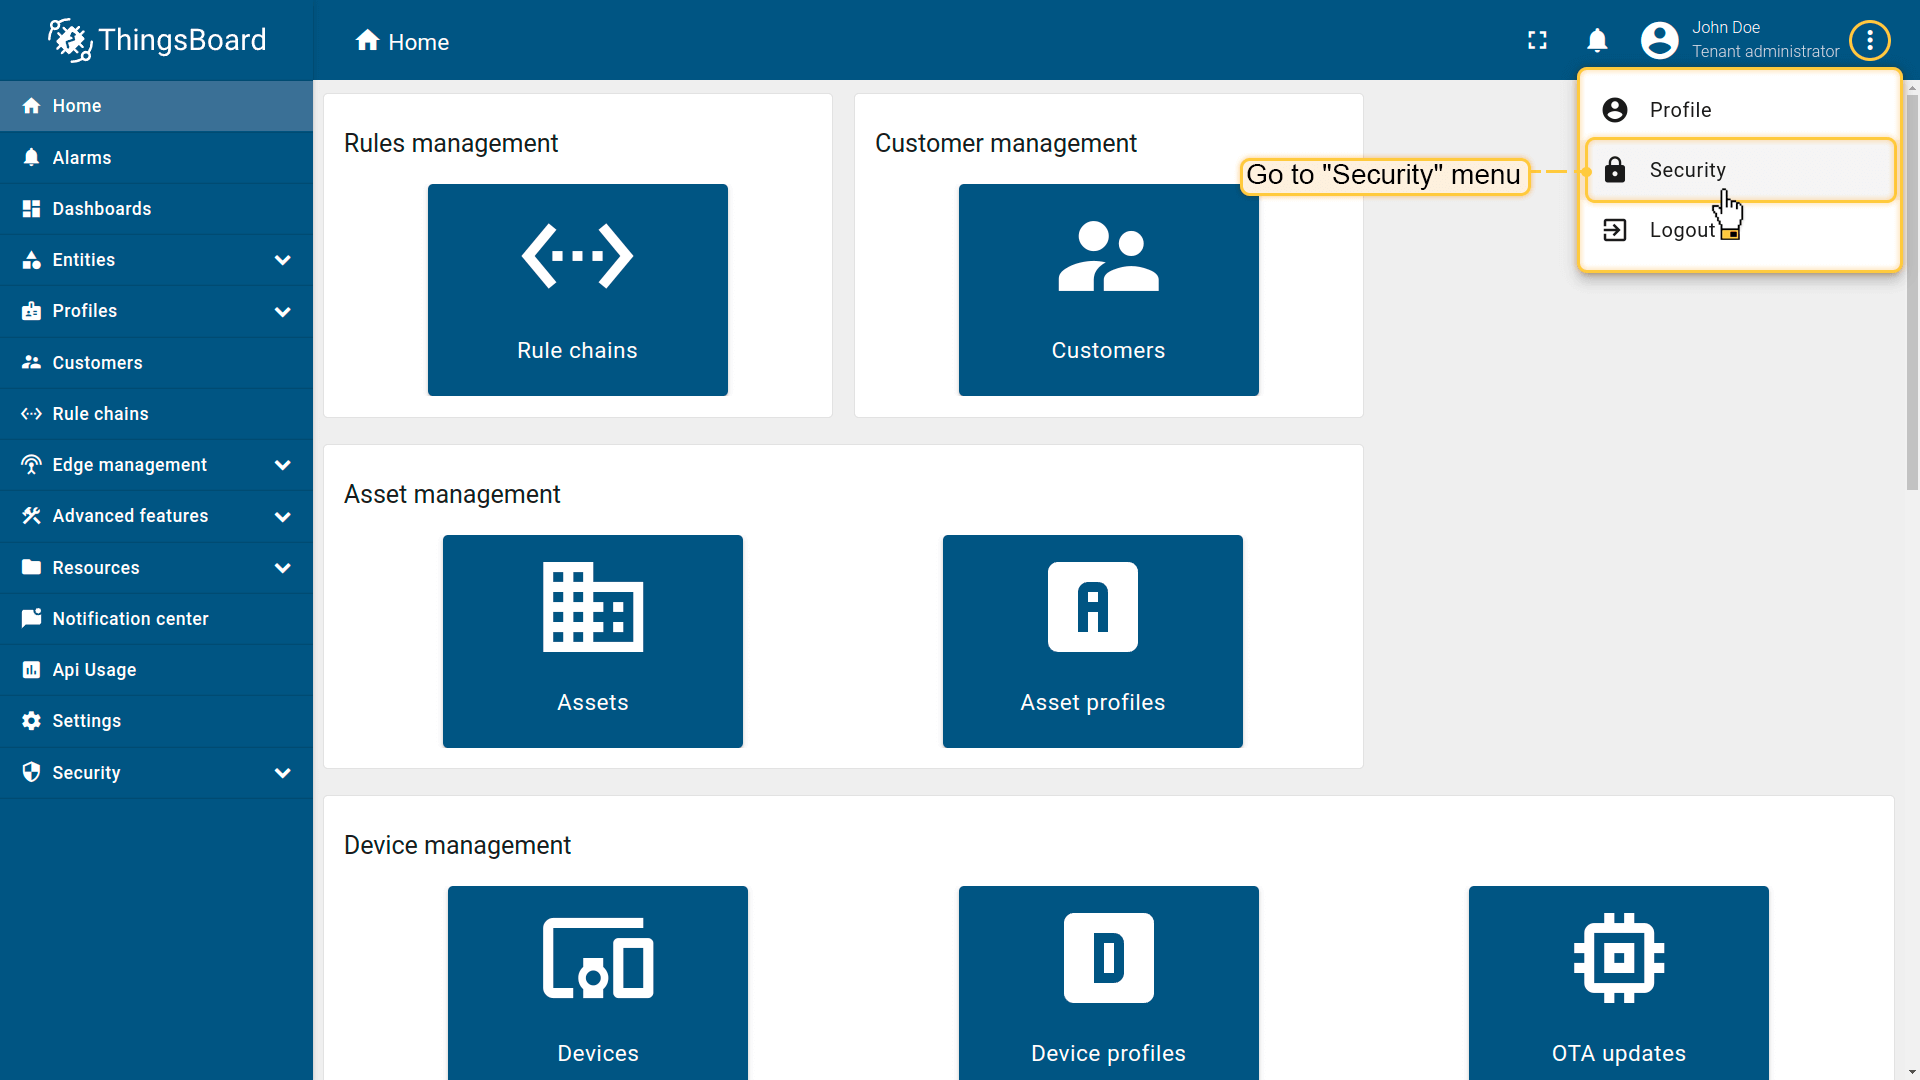 ThingsBoard
Home
John Doe
Tenant administrator
Home
Alarms
Dashboards
Entities
Profiles
Customers
Rule chains
Edge management
Advanced features
Resources
Notification center
Api Usage
Settings
Security
Profile
Security
Logout
Go to "Security" menu
Rules management
Rule chains
Customer management
Customers
Asset management
Assets
A
Asset profiles
Device management
Devices
D
Device profiles
OTA updates